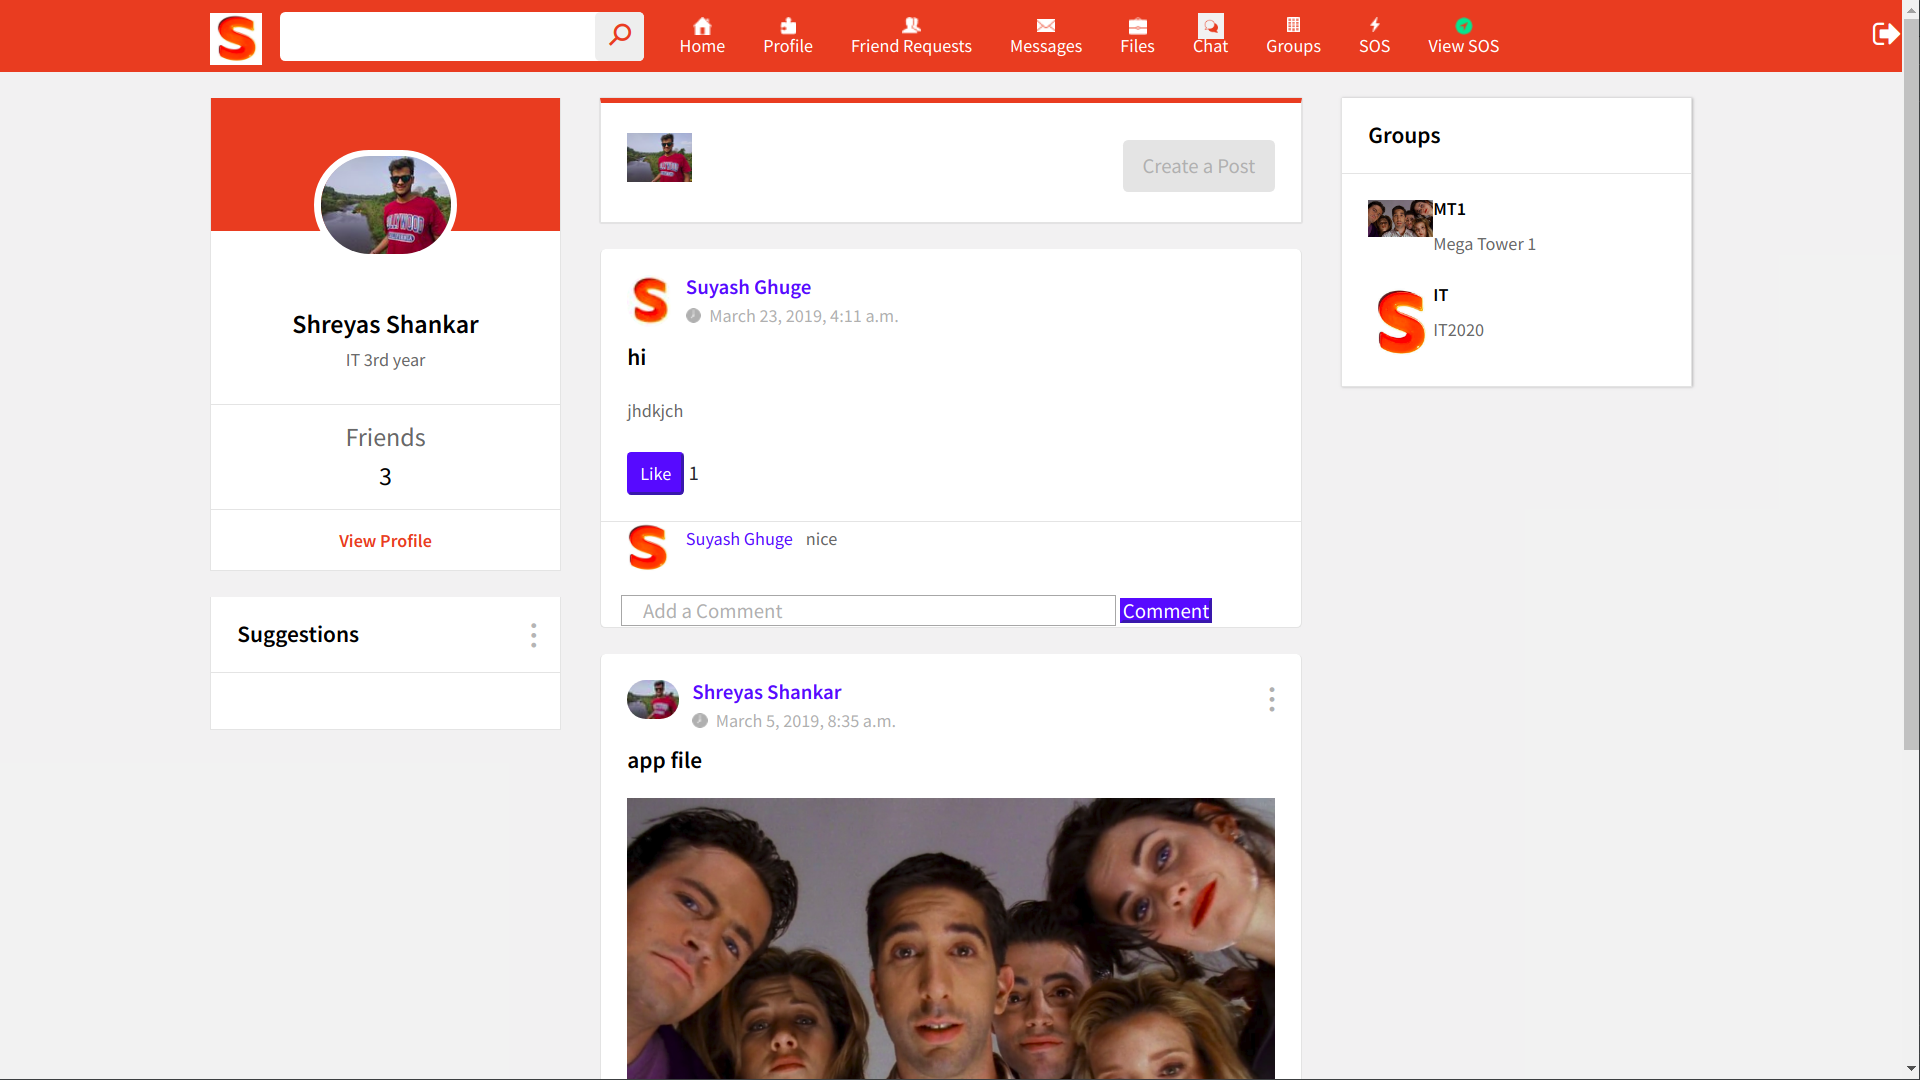 S
Home
Profile
Friend Requests
Messages
Files
Chat
Groups
SOS
View SOS
Shreyas Shankar
IT 3rd year
Friends
3
View Profile
Suggestions
Create a Post
S
Suyash Ghuge
March 23, 2019, 4:11 a.m.
hi
jhdkjch
Like 1
S
Suyash Ghuge nice
Add a Comment Comment
Shreyas Shankar
March 5, 2019, 8:35 a.m.
app file
Groups
MT1
Mega Tower 1
S
IT
IT2020